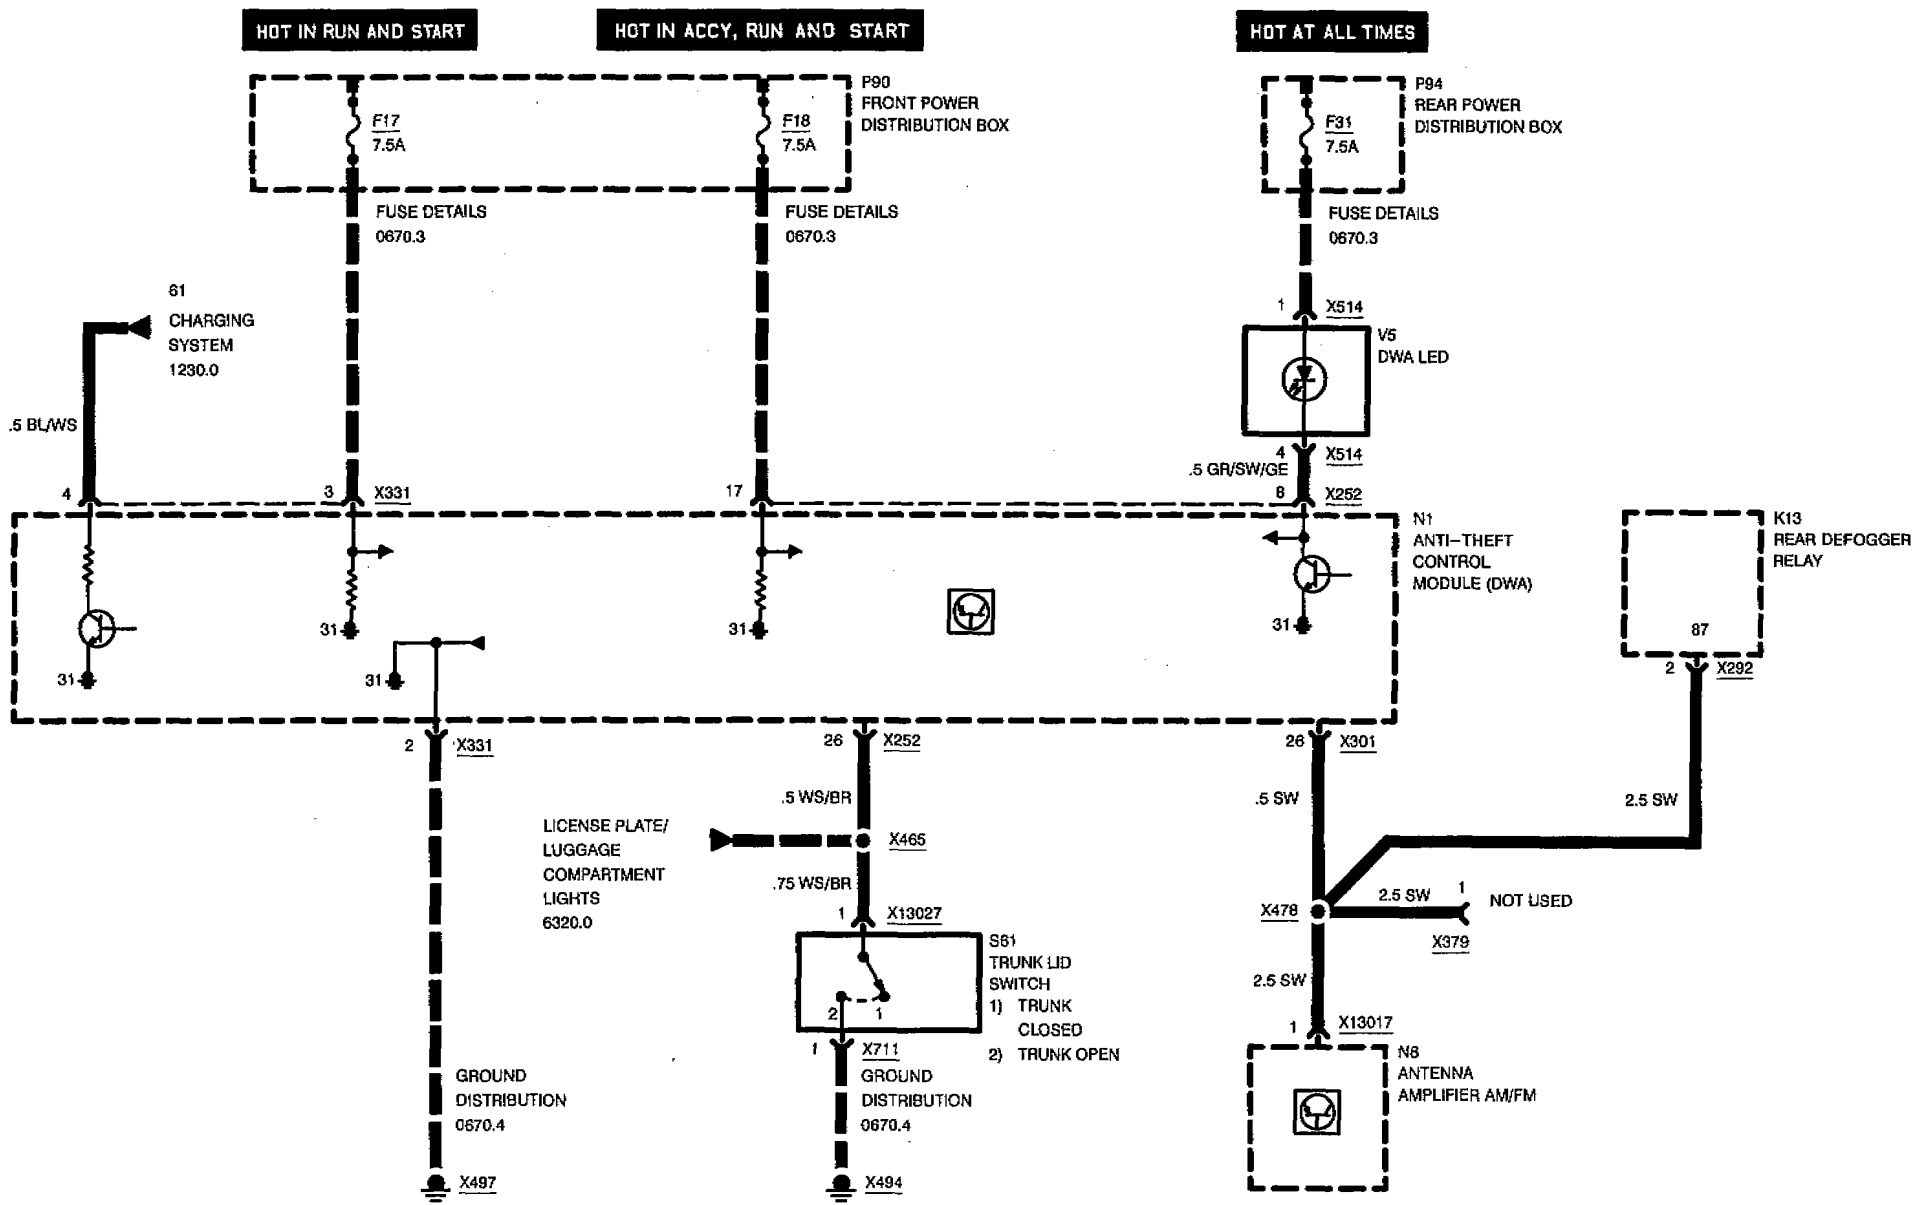 HOT IN RUN AND START
HOT IN ACCY, RUN AND START
HOT AT ALL TIMES
P90
FRONT POWER
DISTRIBUTION BOX
F17
7.5A
F18
7.5A
P94
REAR POWER
DISTRIBUTION BOX
F31
7.5A
FUSE DETAILS
0670.3
FUSE DETAILS
0670.3
FUSE DETAILS
0670.3
61
CHARGING
SYSTEM
1230.0
.5 BL/WS
1
X514
V5
DWA LED
4
X514
.5 GR/SW/GE
4
3
X331
17
8
X252
N1
ANTI-THEFT
CONTROL
MODULE (DWA)
K13
REAR DEFOGGER
RELAY
87
2
X292
31
31
31
31
31
2
X331
26
X252
26
X301
.5 WS/BR
.5 SW
2.5 SW
LICENSE PLATE/
LUGGAGE
COMPARTMENT
LIGHTS
6320.0
X465
.75 WS/BR
1
X13027
X478
2.5 SW
1
NOT USED
X379
S61
TRUNK LID
SWITCH
1) TRUNK
CLOSED
2) TRUNK OPEN
2
1
2.5 SW
1
X13017
1
X711
N8
ANTENNA
AMPLIFIER AM/FM
GROUND
DISTRIBUTION
0670.4
GROUND
DISTRIBUTION
0670.4
X497
X494